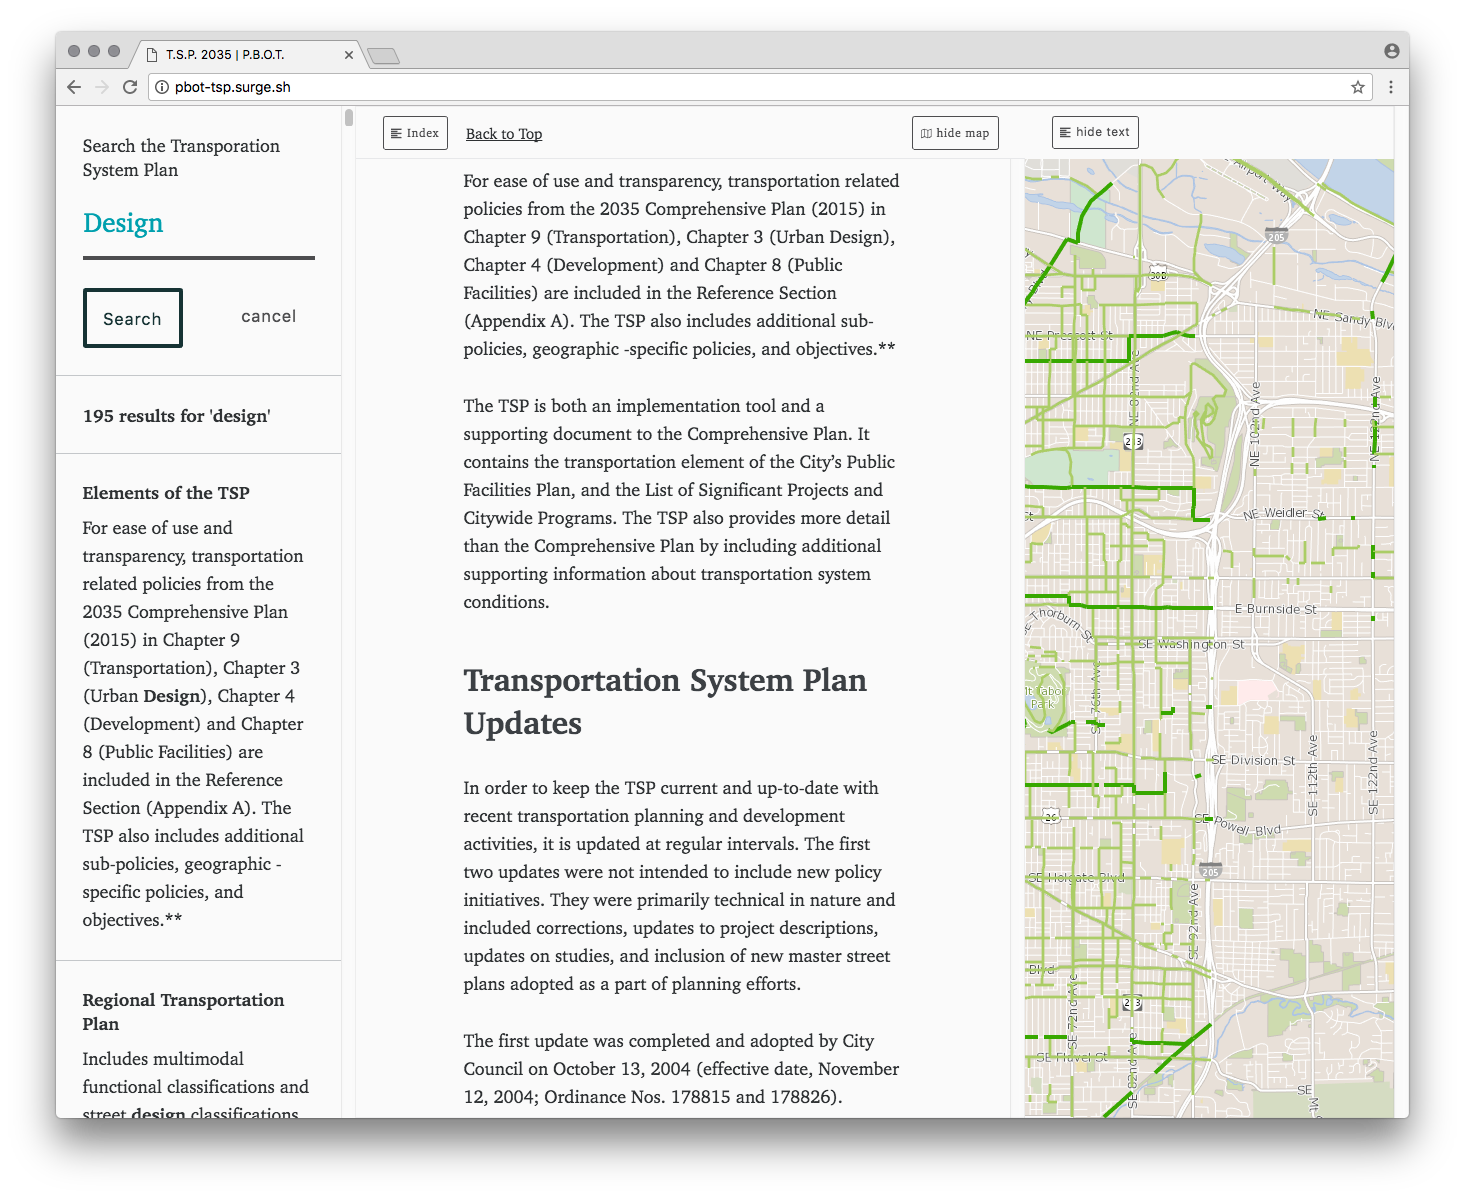 T.S.P. 2035 | P.B.O.T.
pbot-tsp.surge.sh
Search the Transporation
System Plan
Design
Search
cancel
195 results for 'design'
Elements of the TSP
For ease of use and
transparency, transportation
related policies from the
2035 Comprehensive Plan
(2015) in Chapter 9
(Transportation), Chapter 3
(Urban Design), Chapter 4
(Development) and Chapter
8 (Public Facilities) are
included in the Reference
Section (Appendix A). The
TSP also includes additional
sub-policies, geographic -
specific policies, and
objectives.**
Regional Transportation
Plan
Includes multimodal
functional classifications and
street design classifications
Index
Back to Top
hide map
hide text
For ease of use and transparency, transportation related
policies from the 2035 Comprehensive Plan (2015) in
Chapter 9 (Transportation), Chapter 3 (Urban Design),
Chapter 4 (Development) and Chapter 8 (Public
Facilities) are included in the Reference Section
(Appendix A). The TSP also includes additional sub-
policies, geographic -specific policies, and objectives.**
The TSP is both an implementation tool and a
supporting document to the Comprehensive Plan. It
contains the transportation element of the City's Public
Facilities Plan, and the List of Significant Projects and
Citywide Programs. The TSP also provides more detail
than the Comprehensive Plan by including additional
supporting information about transportation system
conditions.
Transportation System Plan
Updates
In order to keep the TSP current and up-to-date with
recent transportation planning and development
activities, it is updated at regular intervals. The first
two updates were not intended to include new policy
initiatives. They were primarily technical in nature and
included corrections, updates to project descriptions,
updates on studies, and inclusion of new master street
plans adopted as a part of planning efforts.
The first update was completed and adopted by City
Council on October 13, 2004 (effective date, November
12, 2004; Ordinance Nos. 178815 and 178826).
Airport Way
205
30B
Blvd
NE Sandy Blv
NE Prescott St
NE 82nd Ave
NE 102nd Ave
NE 122nd Ave
213
St
NE Weidler St
E Burnside St
SE Thorburn St
SE Washington St
Mt Tabor
Park
SE 76th Ave
SE Division St
SE 112th Ave
SE 122nd Ave
26
SE Powell Blvd
SE Holgate Blvd
205
SE 92nd Ave
Blvd
SE 72nd Ave
213
SE Flavel St
SE 82nd Ave
SE
Mt